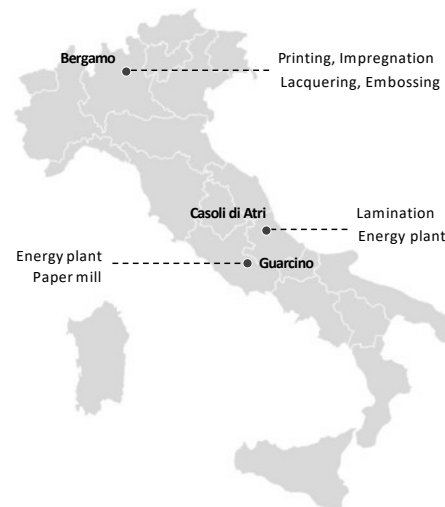 Bergamo
Printing, Impregnation
Lacquering, Embossing
Casoli di Atri
Lamination
Energy plant
Energy plant
Paper mill
Guarcino